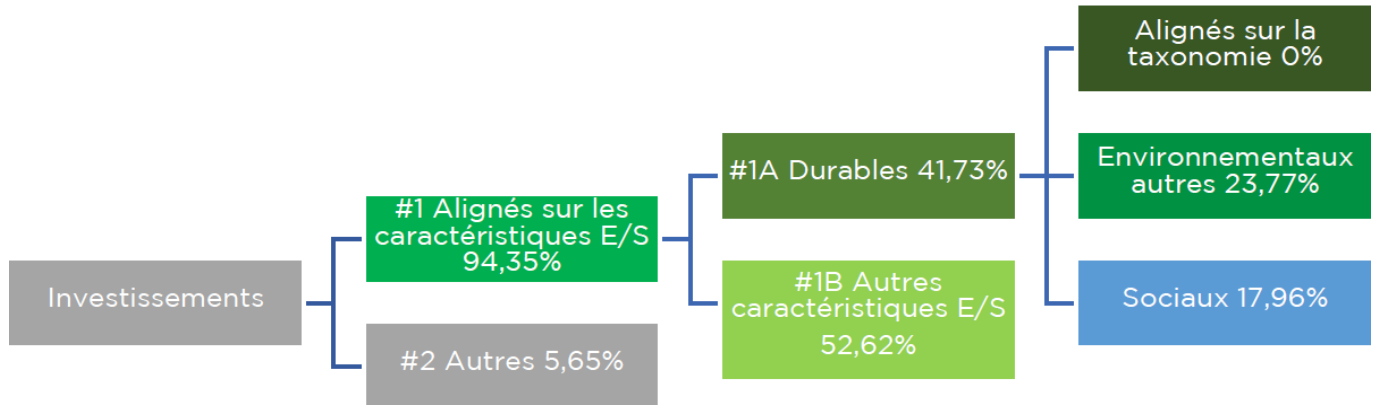 Investissements
#1 Alignés sur les
caractéristiques E/S
94,35%
#2 Autres 5,65%
#1A Durables 41,73%
#1B Autres
caractéristiques E/S
52,62%
Alignés sur la
taxonomie 0%
Environnementaux
autres 23,77%
Sociaux 17,96%